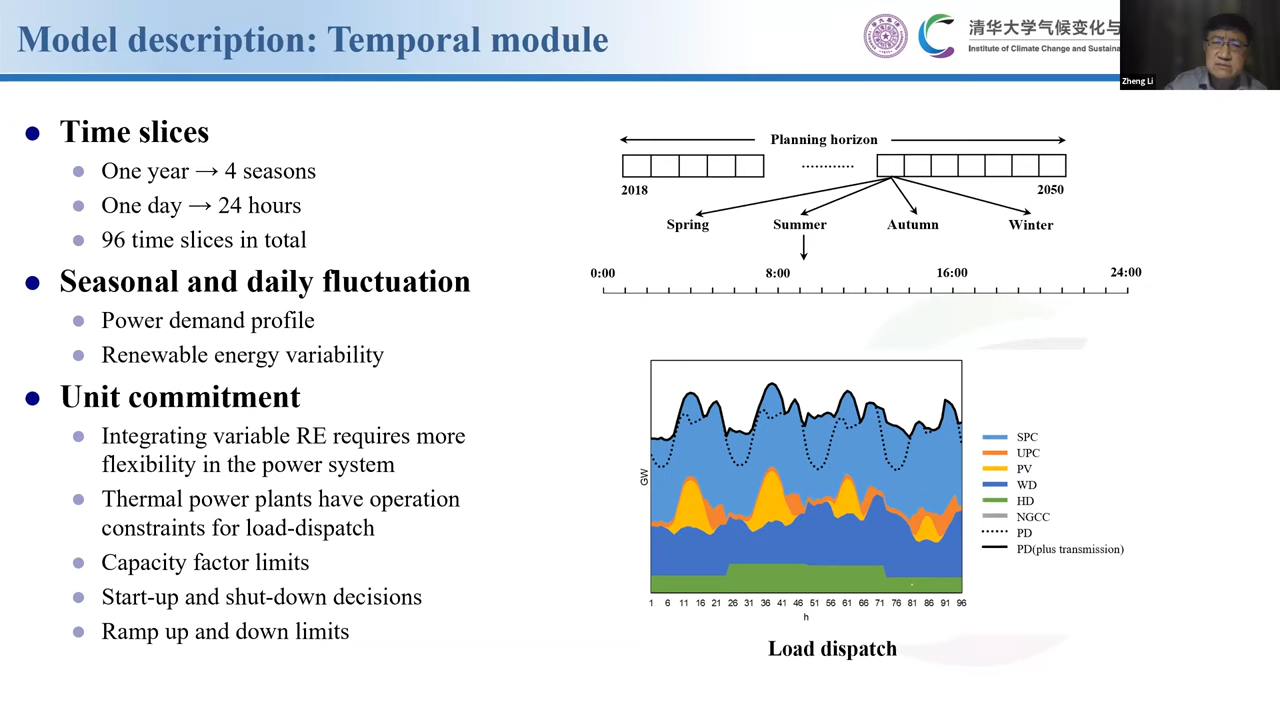 Model description: Temporal module
清华大学气候变化与
Institute of Climate Change and Sustaina
Zheng Li
Time slices
One year → 4 seasons
One day → 24 hours
96 time slices in total
Seasonal and daily fluctuation
Power demand profile
Renewable energy variability
Unit commitment
Integrating variable RE requires more
flexibility in the power system
Thermal power plants have operation
constraints for load-dispatch
Capacity factor limits
Start-up and shut-down decisions
Ramp up and down limits
Planning horizon
2018
2050
Spring Summer Autumn Winter
0:00 8:00 16:00 24:00
GW
1 6 11 16 21 26 31 36 41 46 51 56 61 66 71 76 81 86 91 96
h
SPC
UPC
PV
WD
HD
NGCC
PD
PD(plus transmission)
Load dispatch